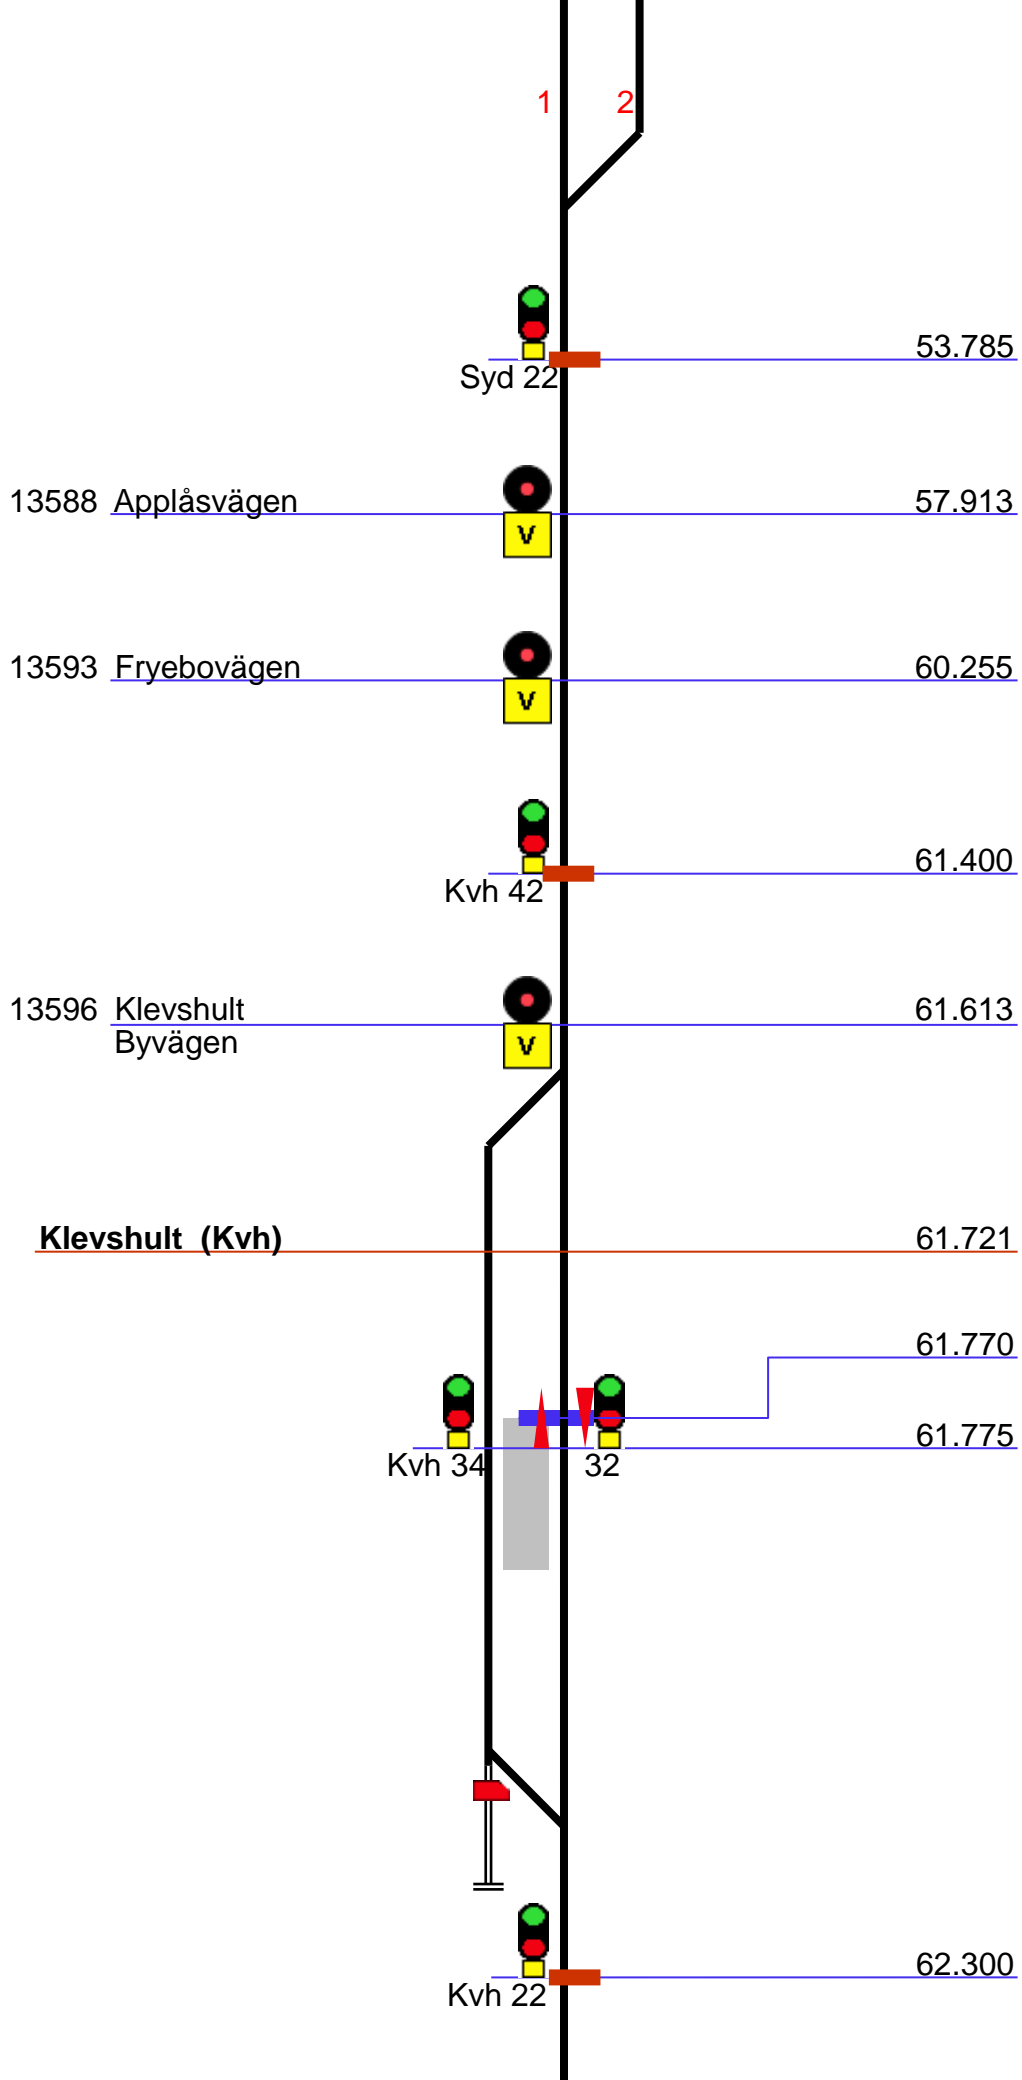 1 2
53.785
Syd 22
13588 Applåsvägen 57.913
V
13593 Fryebovägen 60.255
V
61.400
Kvh 42
13596 Klevshult 61.613
Byvägen V
Klevshult (Kvh) 61.721
61.770
61.775
Kvh 34 32
62.300
Kvh 22